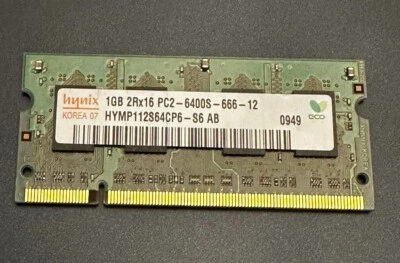 hynix
KOREA 07
1GB 2Rx16 PC2-6400S-666-12
HYMP112S64CP6-S6 AB
0949
eco